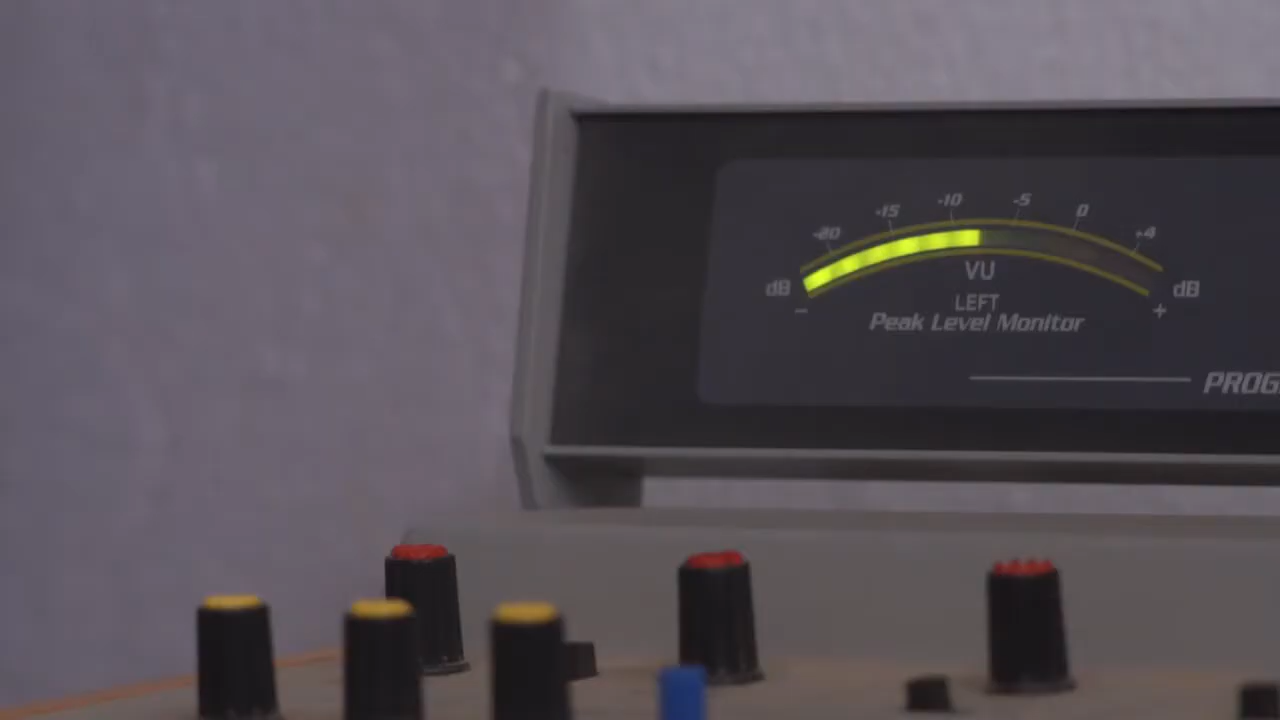 -20 -15 -10 -5 0 +4
dB VU dB
- LEFT +
Peak Level Monitor
PROG